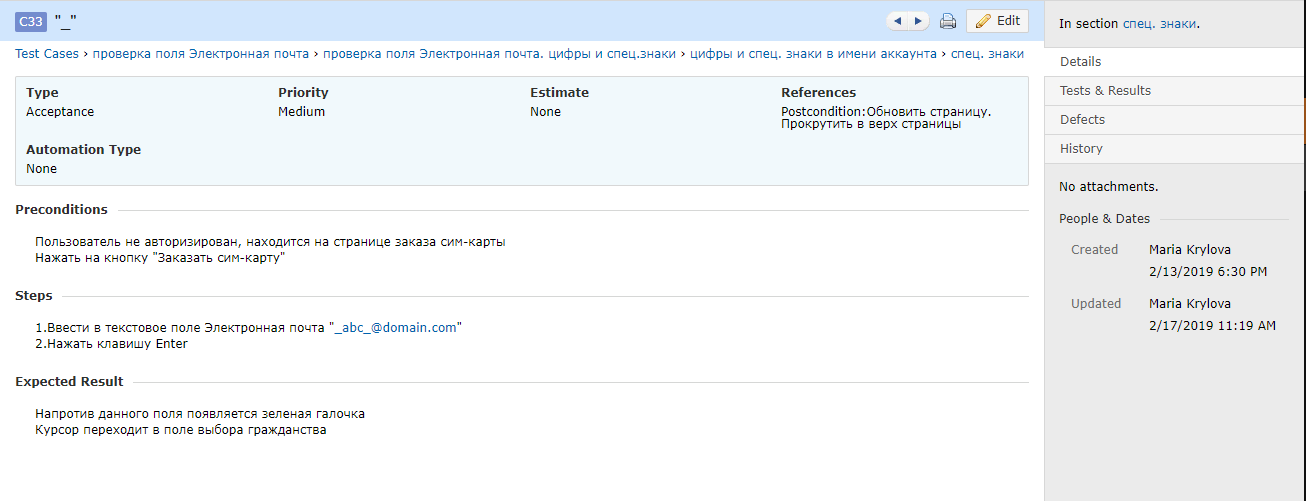 C33 "_"
Edit
Test Cases › проверка поля Электронная почта › проверка поля Электронная почта. цифры и спец.знаки › цифры и спец. знаки в имени аккаунта › спец. знаки
Type
Acceptance
Priority
Medium
Estimate
None
References
Postcondition:Обновить страницу.
Прокрутить в верх страницы
Automation Type
None
Preconditions
Пользователь не авторизирован, находится на странице заказа сим-карты
Нажать на кнопку "Заказать сим-карту"
Steps
1.Ввести в текстовое поле Электронная почта "_abc_@domain.com"
2.Нажать клавишу Enter
Expected Result
Напротив данного поля появляется зеленая галочка
Курсор переходит в поле выбора гражданства
In section спец. знаки.
Details
Tests & Results
Defects
History
No attachments.
People & Dates
Created Maria Krylova
2/13/2019 6:30 PM
Updated Maria Krylova
2/17/2019 11:19 AM